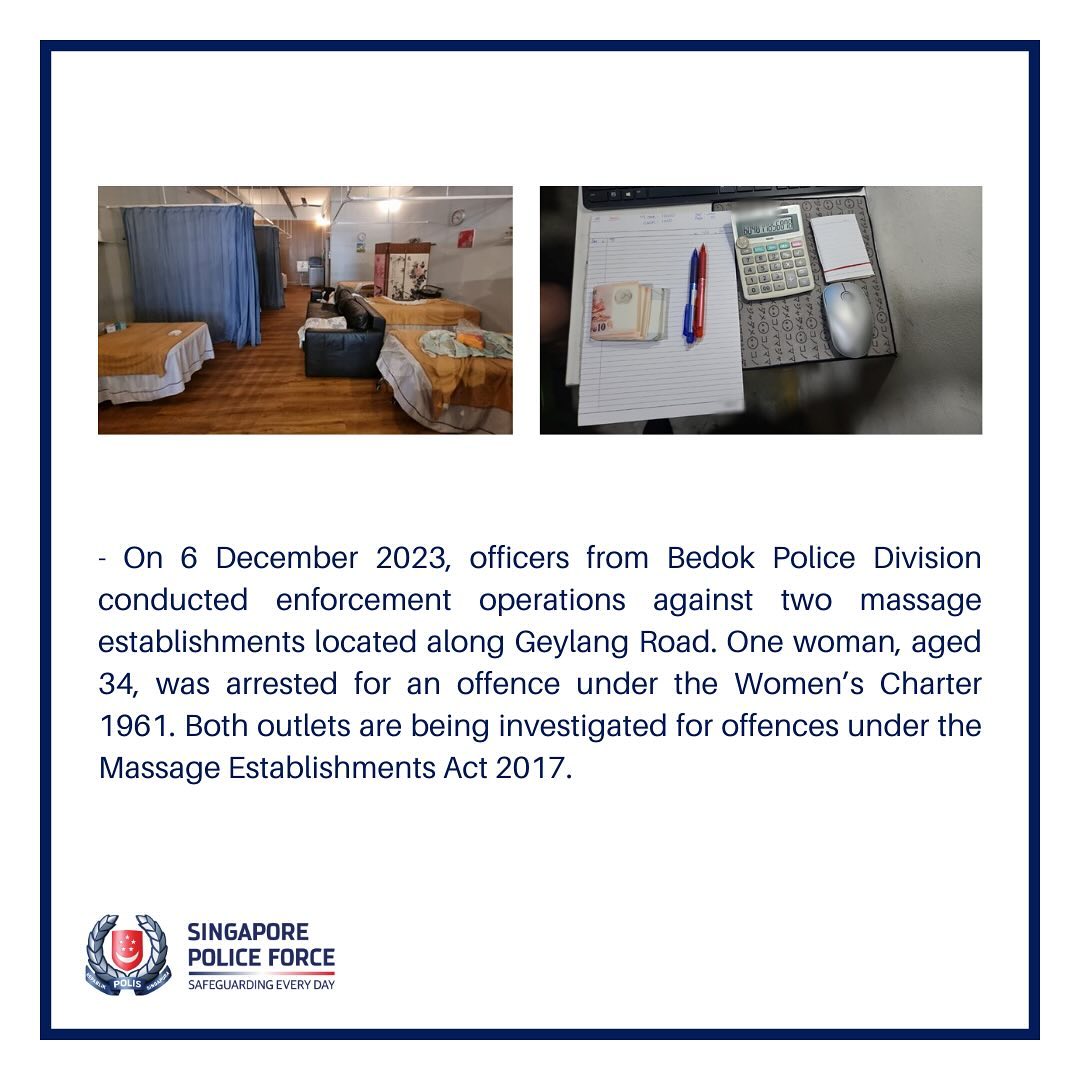 - On 6 December 2023, officers from Bedok Police Division
conducted enforcement operations against two massage
establishments located along Geylang Road. One woman, aged
34, was arrested for an offence under the Women’s Charter
1961. Both outlets are being investigated for offences under the
Massage Establishments Act 2017.
POLIS
SINGAPORE
POLICE FORCE
SAFEGUARDING EVERY DAY